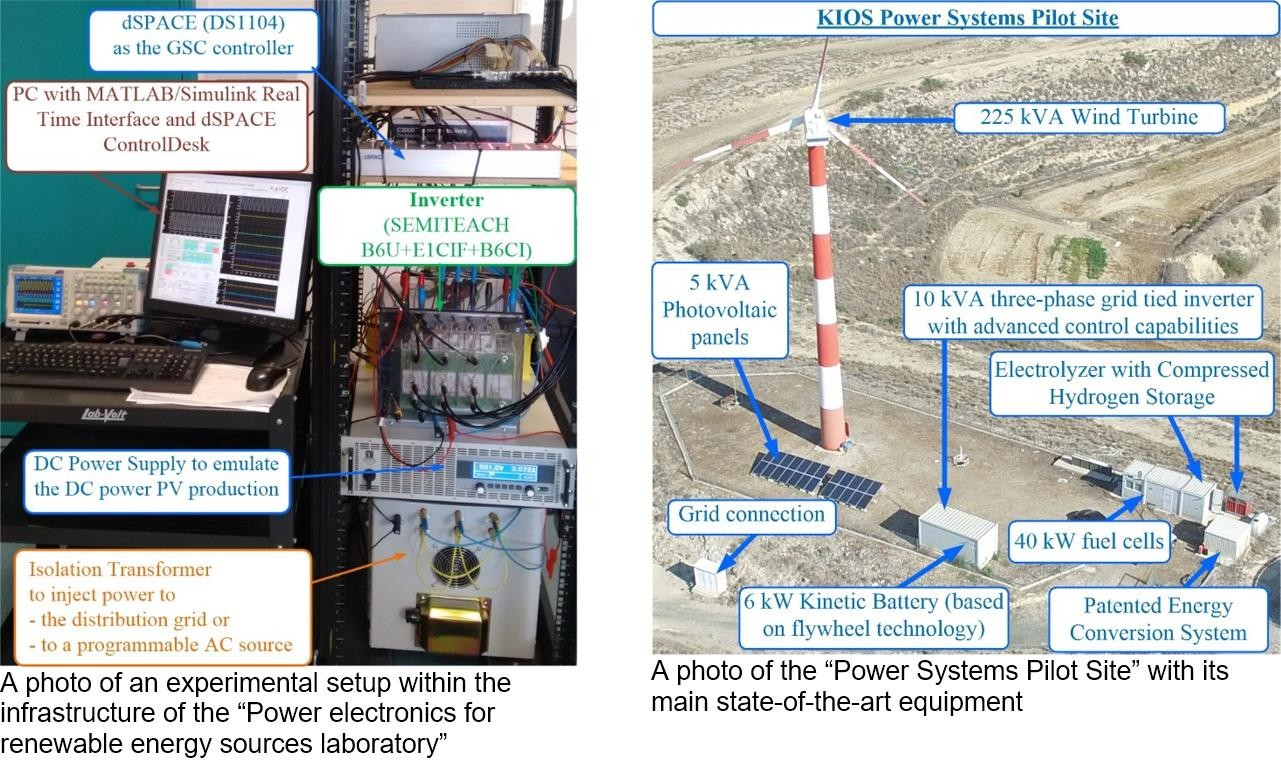 dSPACE (DS1104)
as the GSC controller
PC with MATLAB/Simulink Real
Time Interface and dSPACE
ControlDesk
C2000
dSPAC
Inverter
(SEMITEACH
B6U+E1CIF+B6CI)
Lab-Volt
DC Power Supply to emulate
the DC power PV production
501.0V 3.072A
Isolation Transformer
to inject power to
- the distribution grid or
- to a programmable AC source
A photo of an experimental setup within the
infrastructure of the “Power electronics for
renewable energy sources laboratory”
KIOS Power Systems Pilot Site
225 kVA Wind Turbine
5 kVA
Photovoltaic
panels
10 kVA three-phase grid tied inverter
with advanced control capabilities
Electrolyzer with Compressed
Hydrogen Storage
Grid connection
40 kW fuel cells
6 kW Kinetic Battery (based
on flywheel technology)
Patented Energy
Conversion System
A photo of the “Power Systems Pilot Site” with its
main state-of-the-art equipment